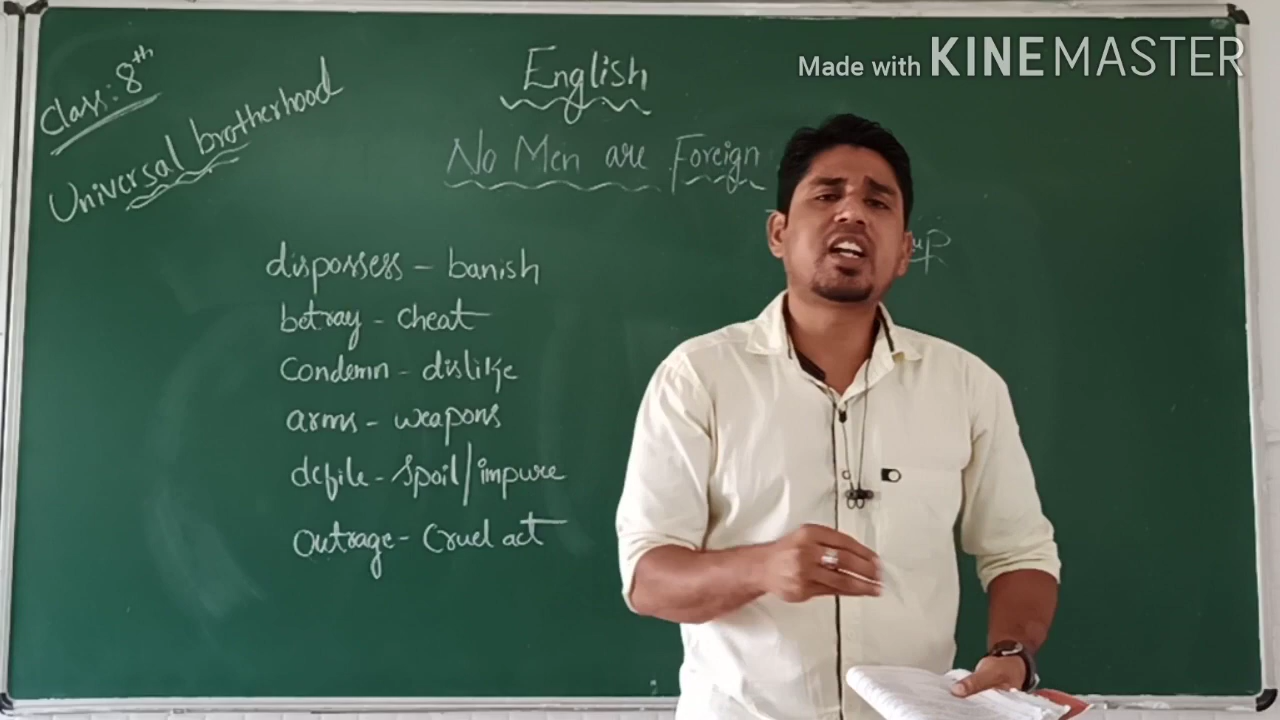 Made with KINEMASTER
Class: 8th
English
Universal brotherhood
No Men are Foreign
dispossess - banish
betray - cheat
Condemn - dislike
arms - weapons
defile - spoil/impure
Outrage - Cruel act